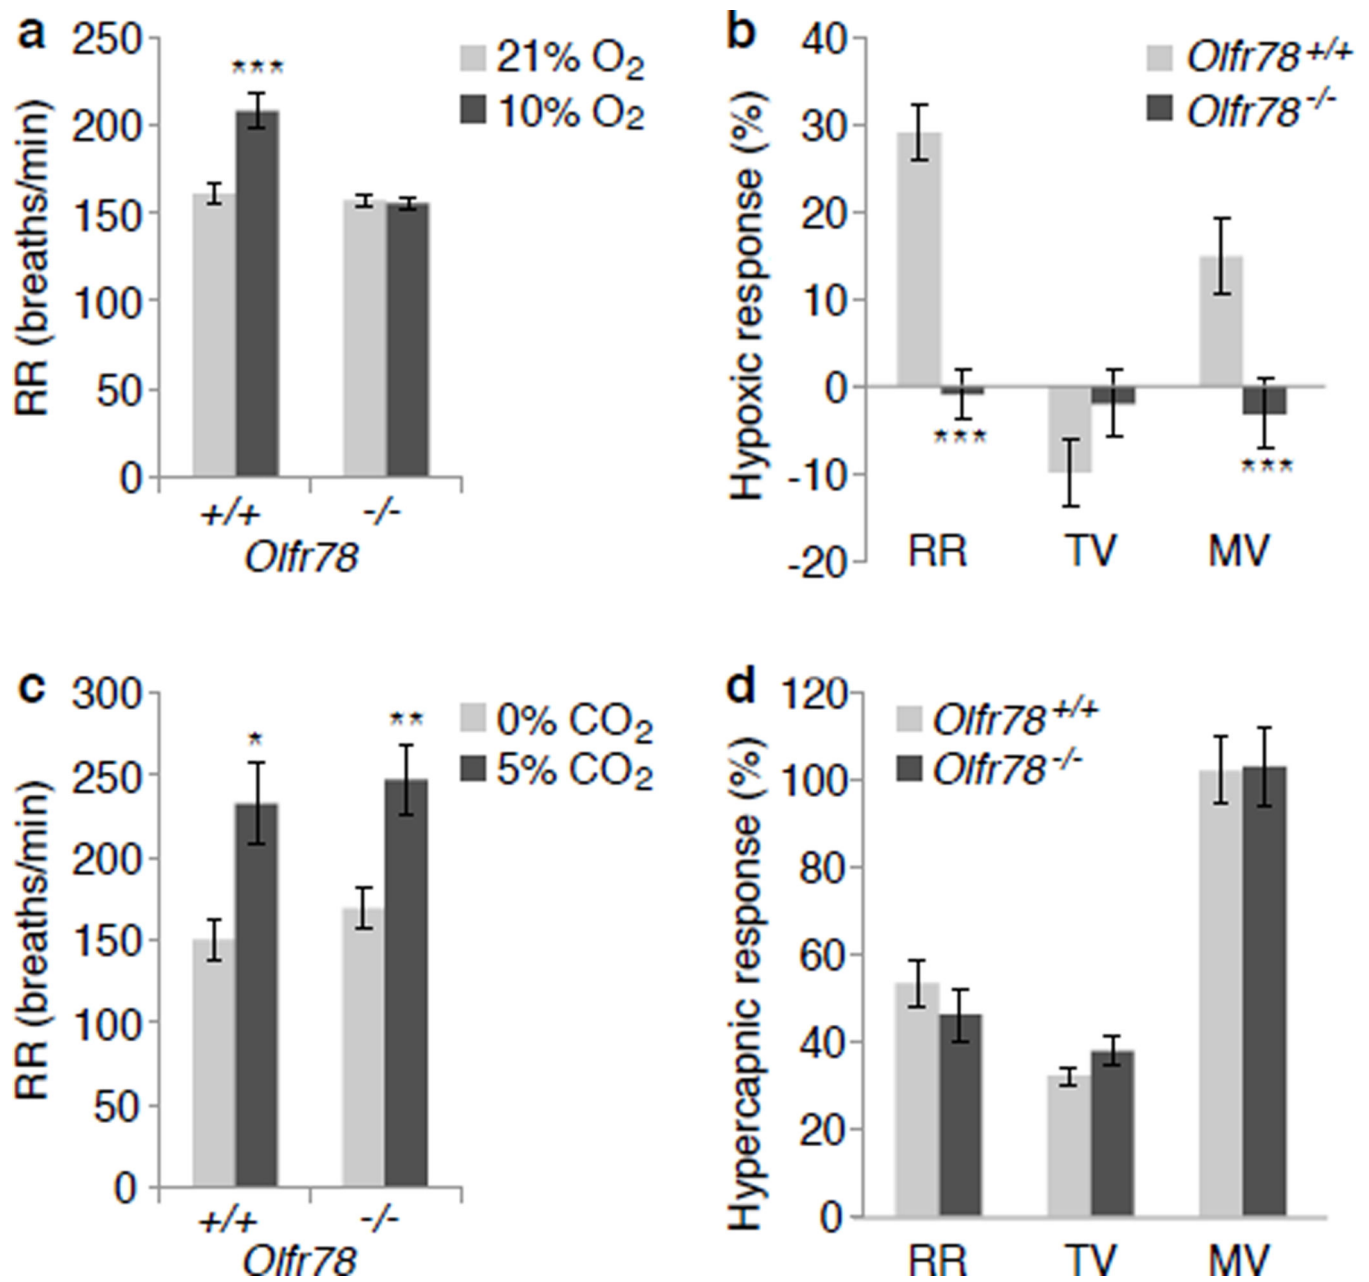 a
250
200
150
100
50
0
RR (breaths/min)
***
21% O2
10% O2
+/+ -/-
Olfr78
b
40
30
20
10
0
-10
-20
Hypoxic response (%)
Olfr78 +/+
Olfr78 -/-
*** ***
RR TV MV
c
300
250
200
150
100
50
0
RR (breaths/min)
* **
0% CO2
5% CO2
+/+ -/-
Olfr78
d
120
100
80
60
40
20
0
Hypercapnic response (%)
Olfr78 +/+
Olfr78 -/-
RR TV MV